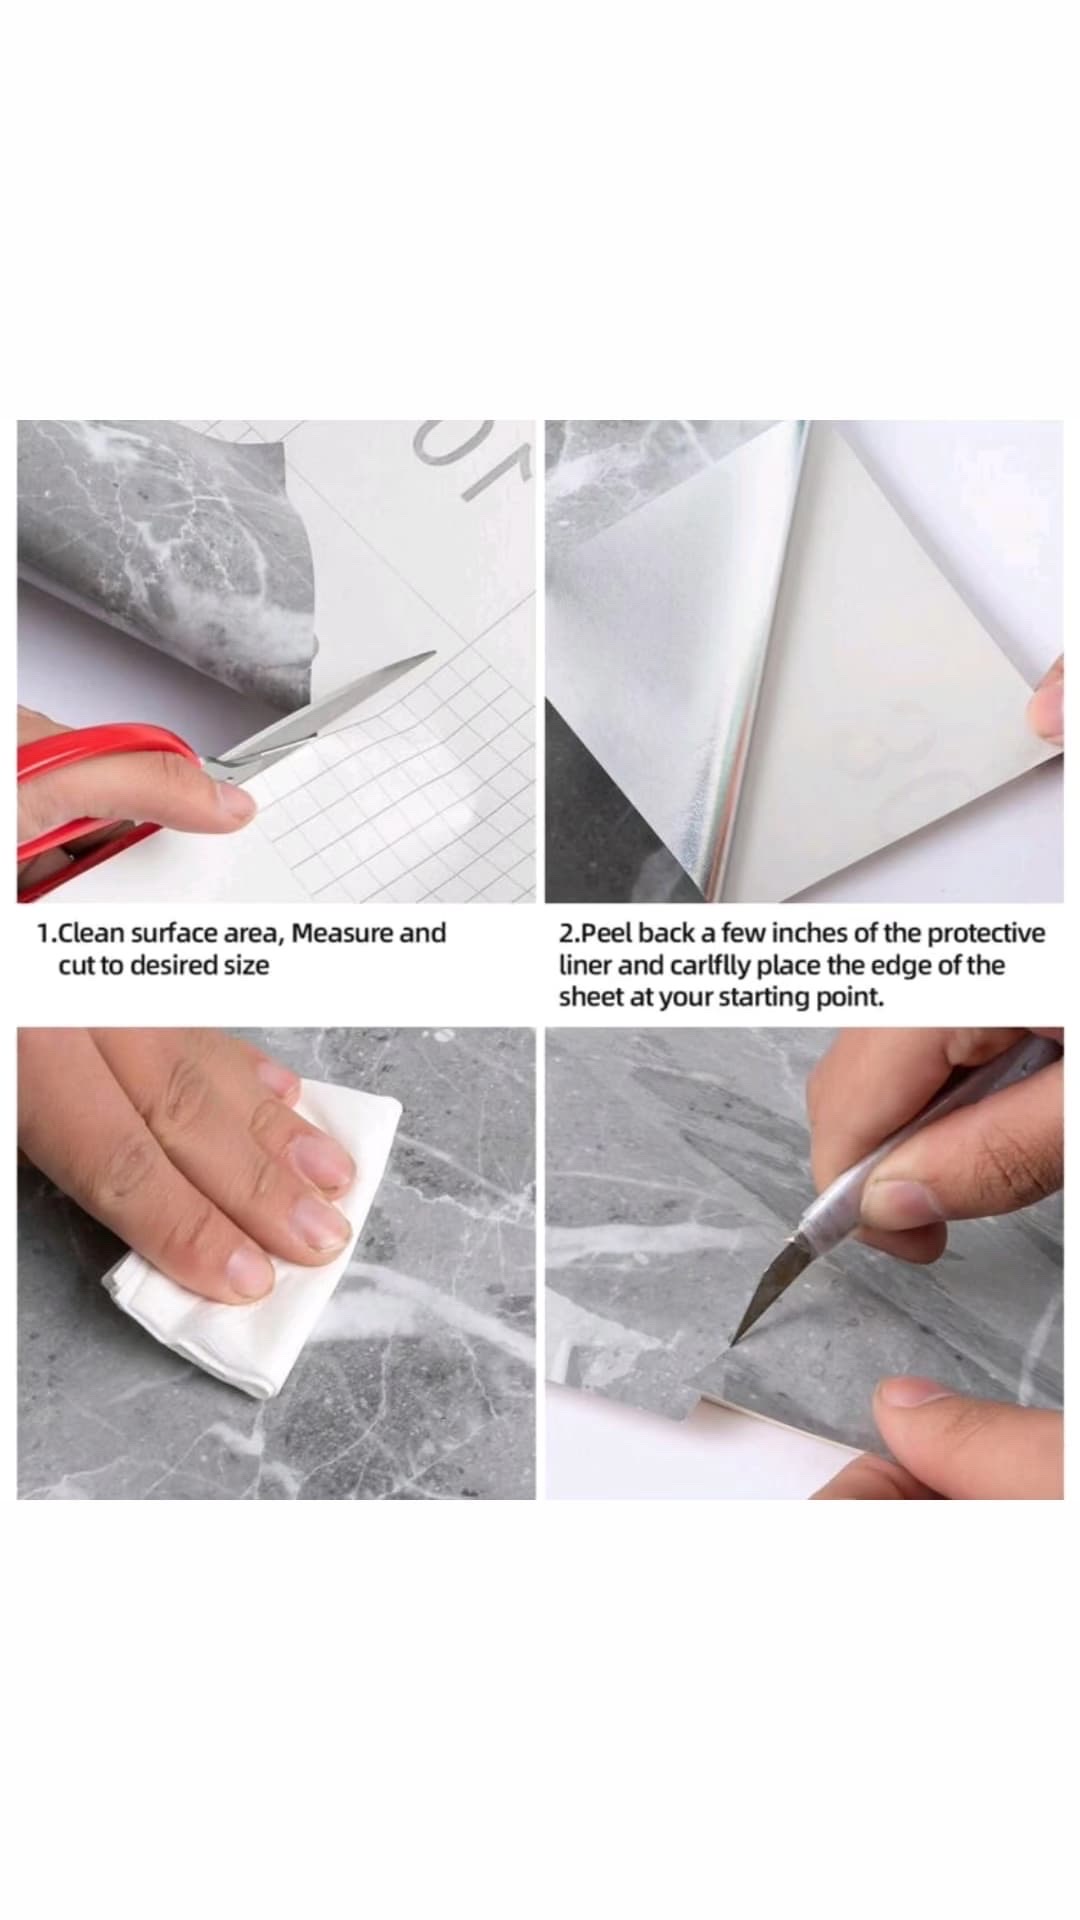 1.Clean surface area, Measure and
cut to desired size
2.Peel back a few inches of the protective
liner and carlflly place the edge of the
sheet at your starting point.